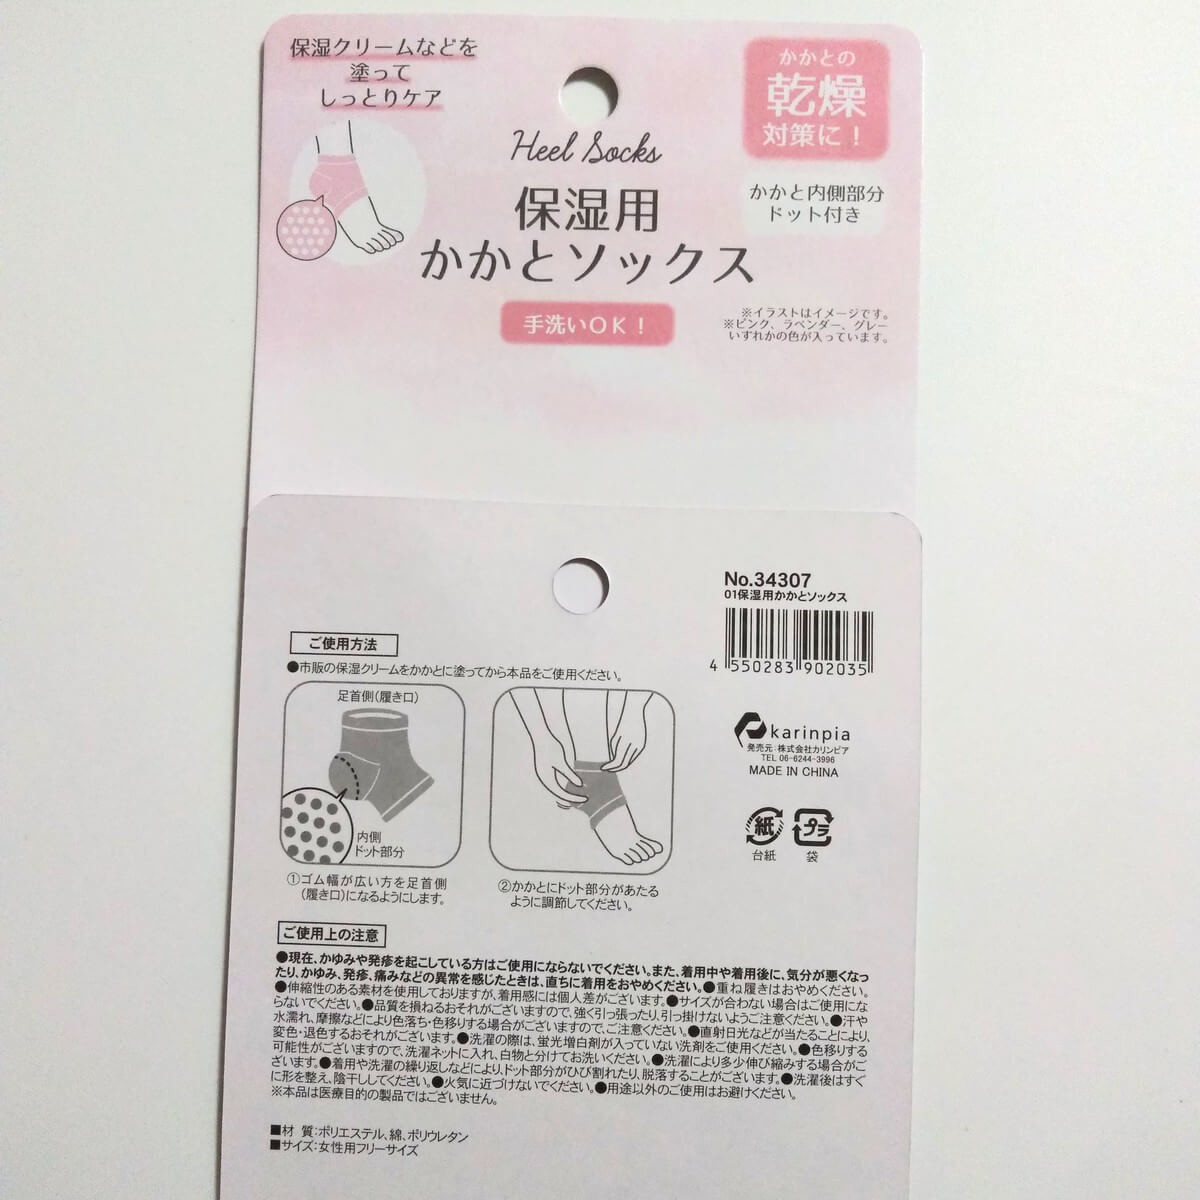 保湿クリームなどを
塗って
しっとりケア
かかとの
乾燥
対策に!
Heel Socks
保湿用
かかとソックス
かかと内側部分
ドット付き
手洗いOK!
※イラストはイメージです。
※ピンク、ラベンダー、グレー
いずれかの色が入っています。
No.34307
01保湿用かかとソックス
4 550283 902035
karinpia
発売元:株式会社カリンピア
TEL 06-6244-3996
MADE IN CHINA
紙
台紙
プラ
袋
ご使用方法
●市販の保湿クリームをかかとに塗ってから本品をご使用ください。
足首側(履き口)
内側
ドット部分
①ゴム幅が広い方を足首側
(履き口)になるようにします。
②かかとにドット部分があたる
ように調節してください。
ご使用上の注意
●現在、かゆみや発疹を起こしている方はご使用にならないでください。また、着用中や着用後に、気分が悪くなっ
たり、かゆみ、発疹、痛みなどの異常を感じたときは、直ちに着用をおやめください。●重ね履きはおやめください。
●伸縮性のある素材を使用しておりますが、着用感には個人差がございます。●サイズが合わない場合はご使用にな
らないでください。●品質を損ねるおそれがございますので、強く引っ張ったり、引っ掛けないようご注意ください。●汗や
水濡れ、摩擦などにより色落ち・色移りする場合がございますので、ご注意ください。●直射日光などが当たることにより、
変色・退色するおそれがございます。●洗濯の際は、蛍光増白剤が入っていない洗剤をご使用ください。●色移りする
可能性がございますので、洗濯ネットに入れ、白物と分けてお洗いください。●洗濯により多少伸び縮みする場合がご
ざいます。●着用や洗濯の繰り返しなどにより、ドット部分がひび割れたり、脱落することがございます。●洗濯後はすぐ
に形を整え、陰干ししてください。●火気に近づけないでください。●用途以外のご使用はお避けください。
※本品は医療目的の製品ではございません。
■材 質:ポリエステル、綿、ポリウレタン
■サイズ:女性用フリーサイズ